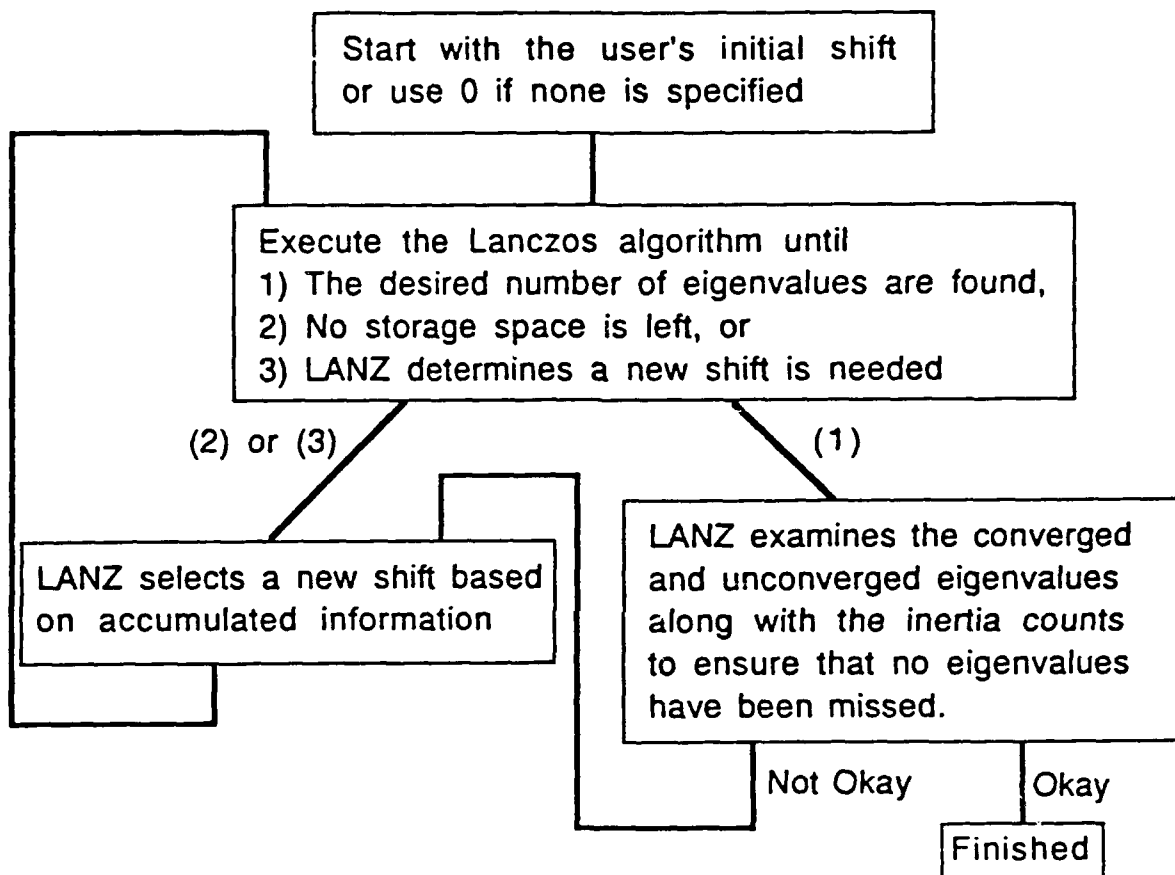 Start with the user's initial shift
or use 0 if none is specified
Execute the Lanczos algorithm until
1) The desired number of eigenvalues are found,
2) No storage space is left, or
3) LANZ determines a new shift is needed
(2) or (3)
(1)
LANZ selects a new shift based
on accumulated information
LANZ examines the converged
and unconverged eigenvalues
along with the inertia counts
to ensure that no eigenvalues
have been missed.
Not Okay
Okay
Finished